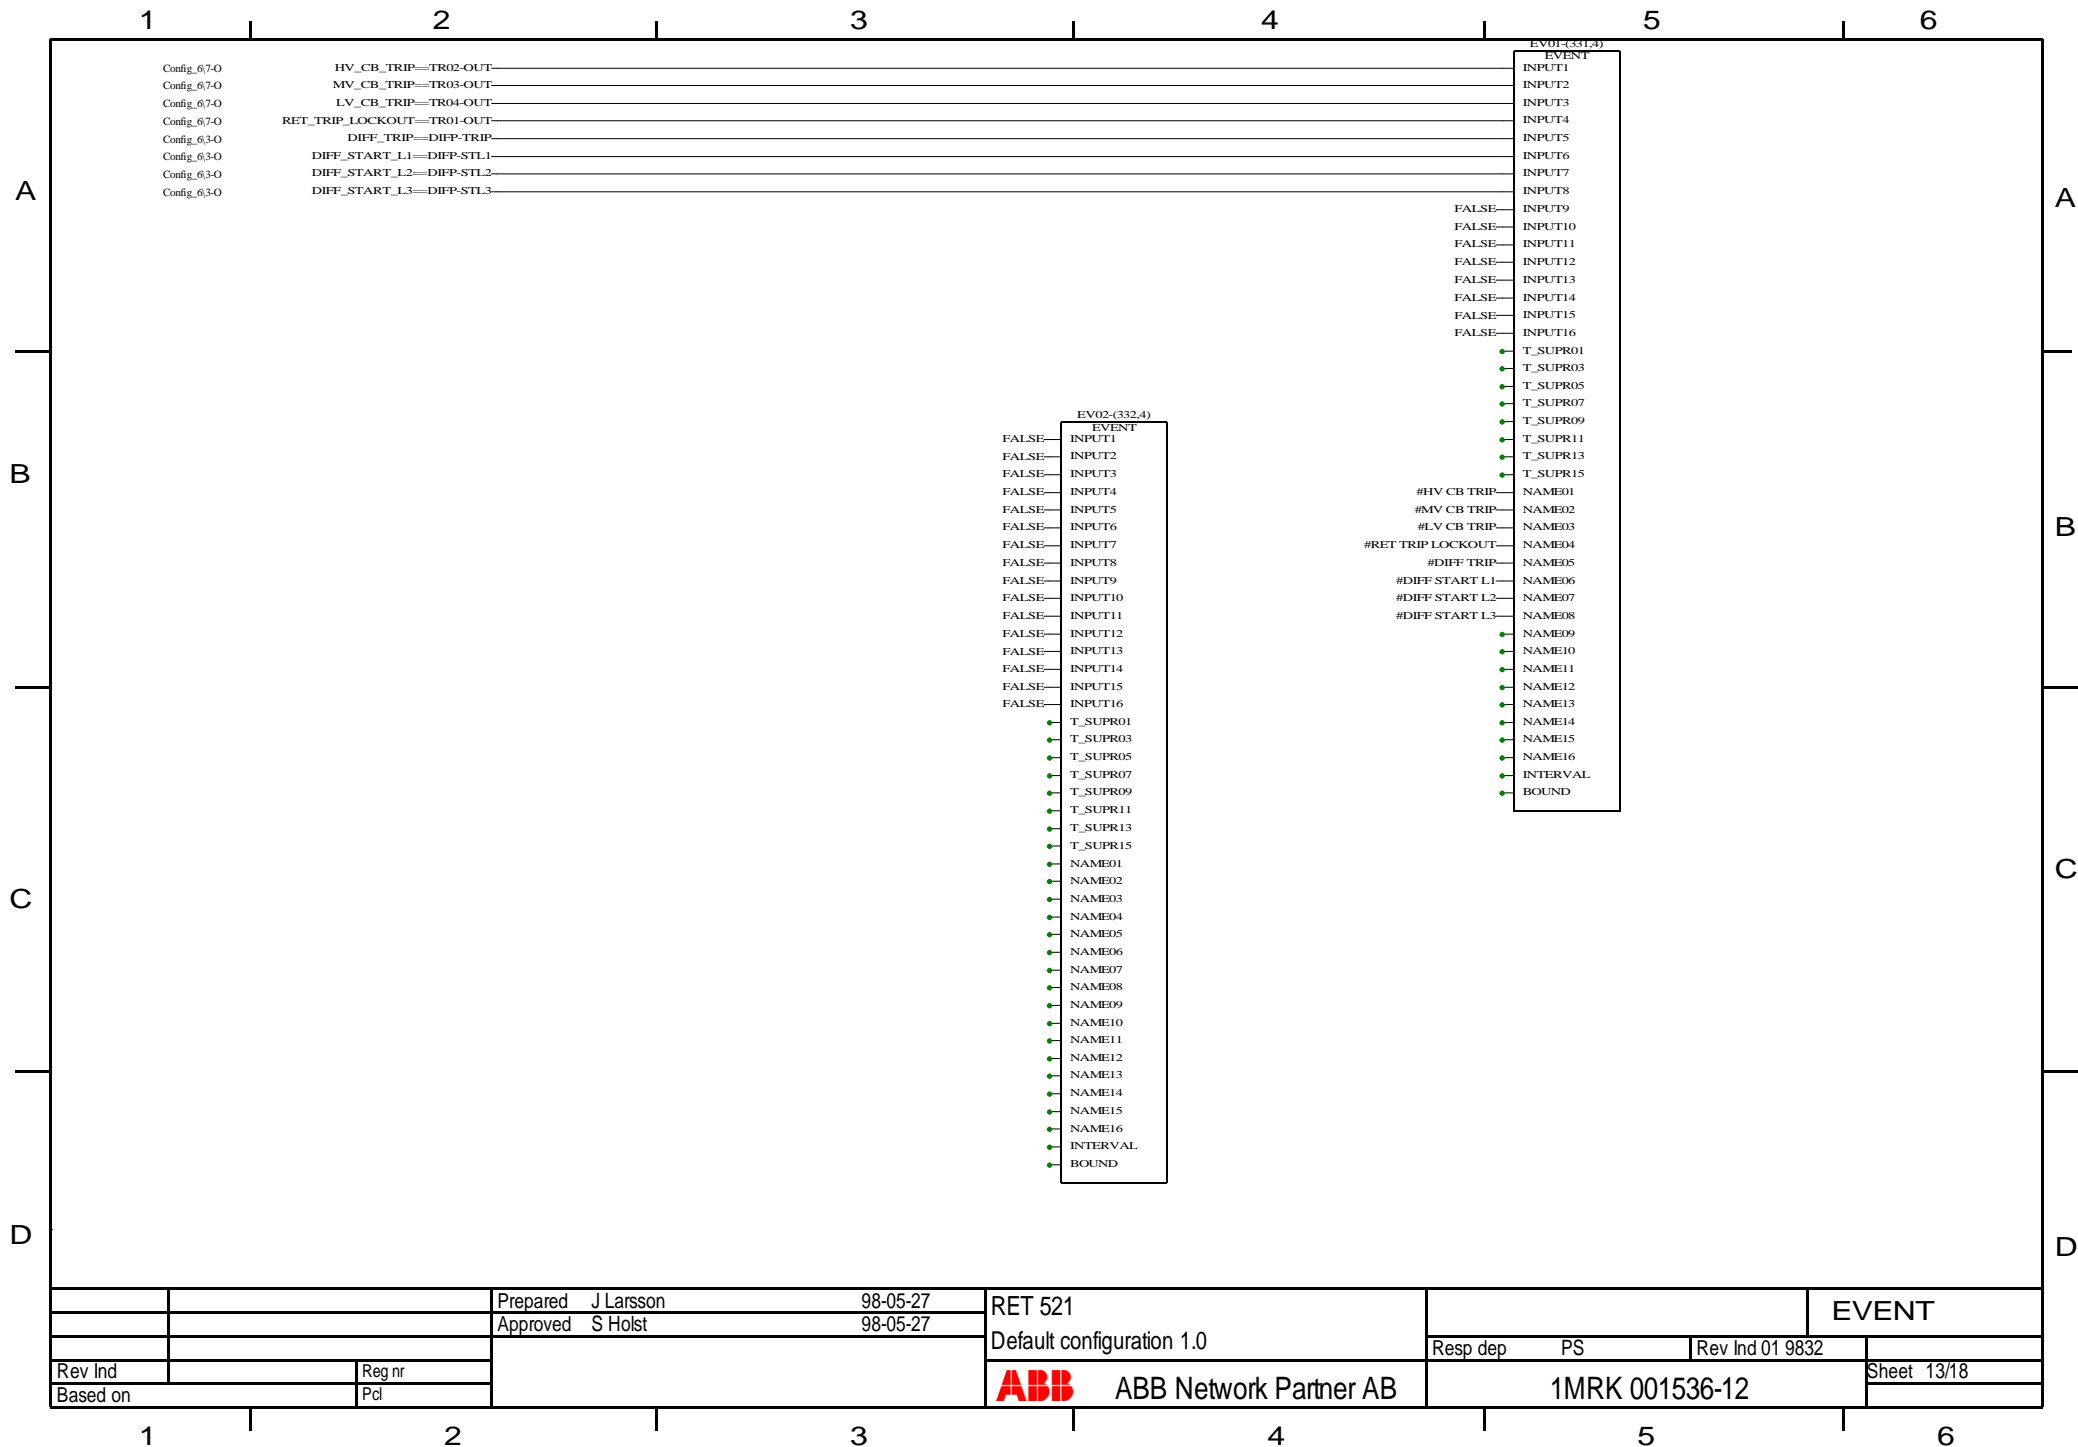 1 2 3 4 5 6
EV01-(331,4)
EVENT
Config_6\7-O HV_CB_TRIP==TR02-OUT INPUT1
Config_6\7-O MV_CB_TRIP==TR03-OUT INPUT2
Config_6\7-O LV_CB_TRIP==TR04-OUT INPUT3
Config_6\7-O RET_TRIP_LOCKOUT==TR01-OUT INPUT4
Config_6\3-O DIFF_TRIP==DIFP-TRIP INPUT5
Config_6\3-O DIFF_START_L1==DIFP-STL1 INPUT6
Config_6\3-O DIFF_START_L2==DIFP-STL2 INPUT7
Config_6\3-O DIFF_START_L3==DIFP-STL3 INPUT8
A A
FALSE INPUT9
FALSE INPUT10
FALSE INPUT11
FALSE INPUT12
FALSE INPUT13
FALSE INPUT14
FALSE INPUT15
FALSE INPUT16
T_SUPR01
T_SUPR03
T_SUPR05
T_SUPR07
T_SUPR09
T_SUPR11
T_SUPR13
T_SUPR15
#HV CB TRIP NAME01
#MV CB TRIP NAME02
#LV CB TRIP NAME03
#RET TRIP LOCKOUT NAME04
#DIFF TRIP NAME05
#DIFF START L1 NAME06
#DIFF START L2 NAME07
#DIFF START L3 NAME08
NAME09
NAME10
NAME11
NAME12
NAME13
NAME14
NAME15
NAME16
INTERVAL
BOUND
EV02-(332,4)
EVENT
FALSE INPUT1
FALSE INPUT2
FALSE INPUT3
FALSE INPUT4
FALSE INPUT5
FALSE INPUT6
FALSE INPUT7
FALSE INPUT8
FALSE INPUT9
FALSE INPUT10
FALSE INPUT11
FALSE INPUT12
FALSE INPUT13
FALSE INPUT14
FALSE INPUT15
FALSE INPUT16
T_SUPR01
T_SUPR03
T_SUPR05
T_SUPR07
T_SUPR09
T_SUPR11
T_SUPR13
T_SUPR15
NAME01
NAME02
NAME03
NAME04
NAME05
NAME06
NAME07
NAME08
NAME09
NAME10
NAME11
NAME12
NAME13
NAME14
NAME15
NAME16
INTERVAL
BOUND
B B
C C
D D
Prepared J Larsson 98-05-27
Approved S Holst 98-05-27
Rev Ind Reg nr
Based on Pcl
RET 521
Default configuration 1.0
ABB ABB Network Partner AB
EVENT
Resp dep PS Rev Ind 01 9832
1MRK 001536-12
Sheet 13/18
1 2 3 4 5 6